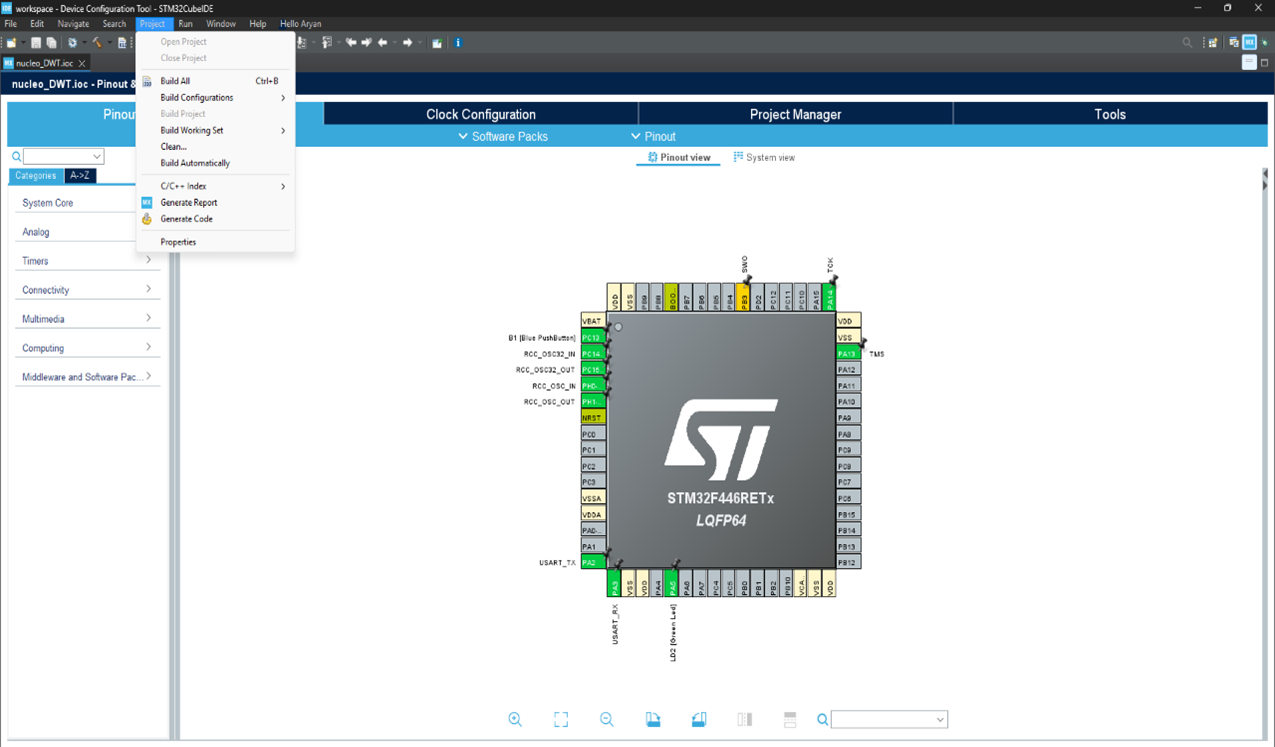 IDE workspace - Device Configuration Tool - STM32CubeIDE
File Edit Navigate Search Project Run Window Help Hello Aryan
MX nucleo_DWT.ioc
nucleo_DWT.ioc - Pinout &
Open Project
Close Project
Build All Ctrl+B
Build Configurations
Build Project
Build Working Set
Clean...
Build Automatically
C/C++ Index
MX Generate Report
Generate Code
Properties
Pinou
Clock Configuration
Project Manager
Tools
Software Packs
Pinout
Pinout view
System view
Categories A->Z
System Core
Analog
Timers
Connectivity
Multimedia
Computing
Middleware and Software Pac...
SWO
TCK
VDD VSS PB9 PB8 BOO... PB7 PB6 PB5 PB4 PB3 PD2 PC12 PC11 PC10 PA15 PA14
VBAT
B1 [Blue PushButton] PC13
RCC_OSC32_IN PC14
RCC_OSC32_OUT PC15
RCC_OSC_IN PH0-
RCC_OSC_OUT PH1-
NRST
PC0
PC1
PC2
PC3
VSSA
VDDA
PA0-
PA1
USART_TX PA2
ST
STM32F446RETx
LQFP64
VDD
VSS
PA13 TMS
PA12
PA11
PA10
PA9
PA8
PC9
PC8
PC7
PC6
PB15
PB14
PB13
PB12
PA3 VSS VDD PA4 PA5 PA6 PA7 PC4 PC5 PB0 PB1 PB2 PB10 VCA... VSS VDD
USART_RX
LD2 [Green Led]